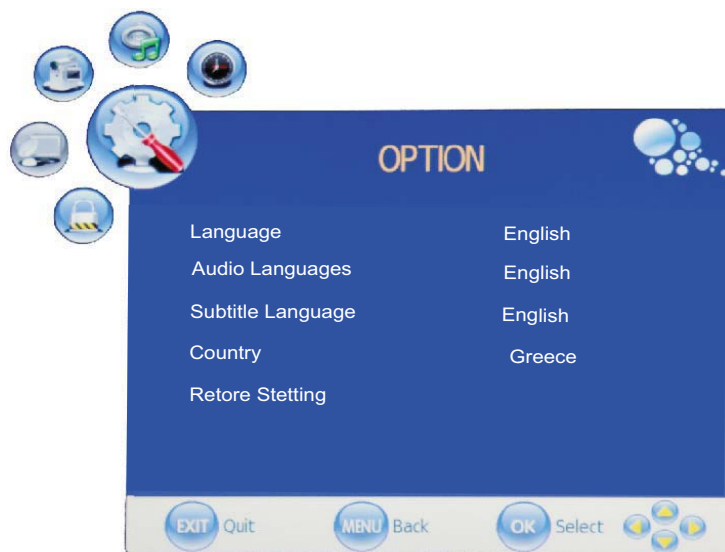 OPTION
Language English
Audio Languages English
Subtitle Language English
Country Greece
Retore Stetting
EXIT Quit MENU Back OK Select